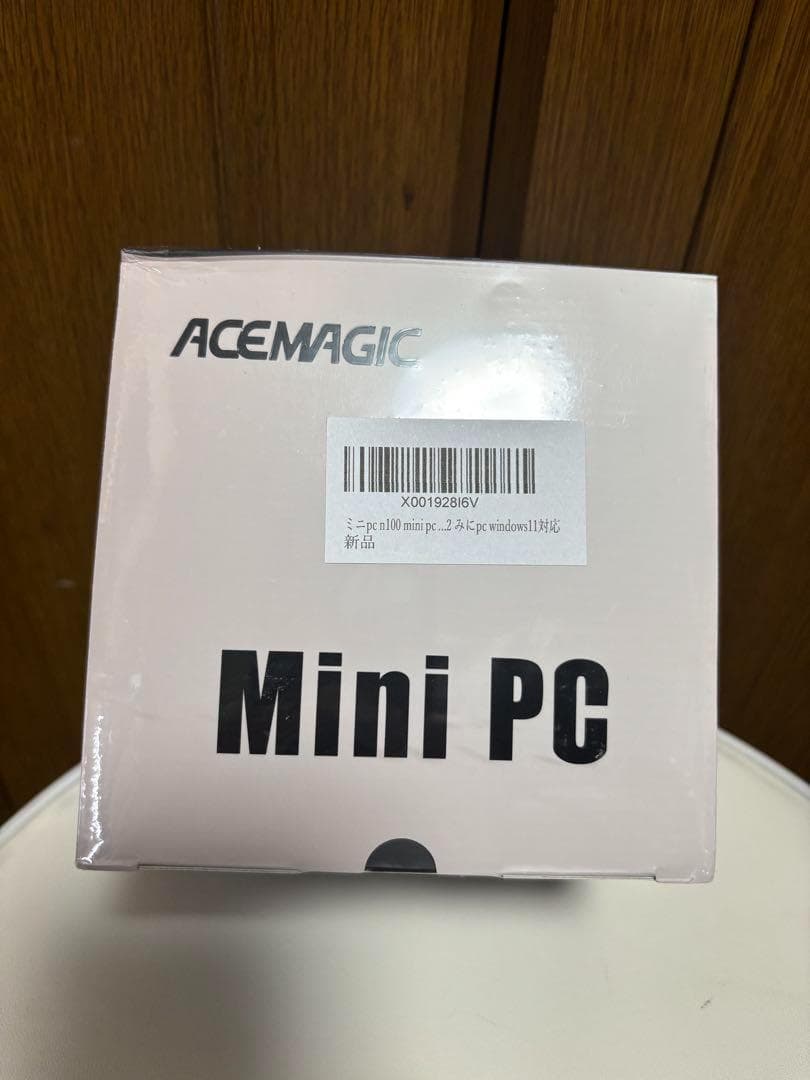 ACEMAGIC
X001928I6V
ミニpc n100 mini pc ...2 みにpc windows11対応
新品
Mini PC